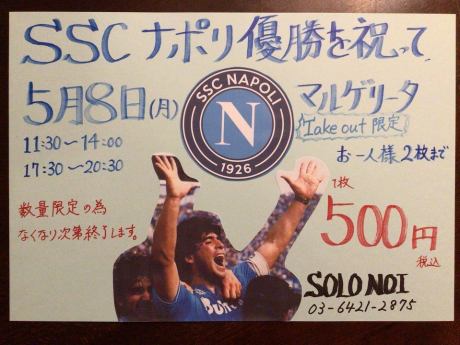 SSC ナポリ優勝を祝って
5月8日(月)
11:30〜14:00
17:30〜20:30
SSC NAPOLI
N
1926
マルゲリータ
Take out 限定
お一人様2枚まで
1枚
500円
税込
数量限定の為
なくなり次第終了します。
SOLO NOI
03-6421-2875